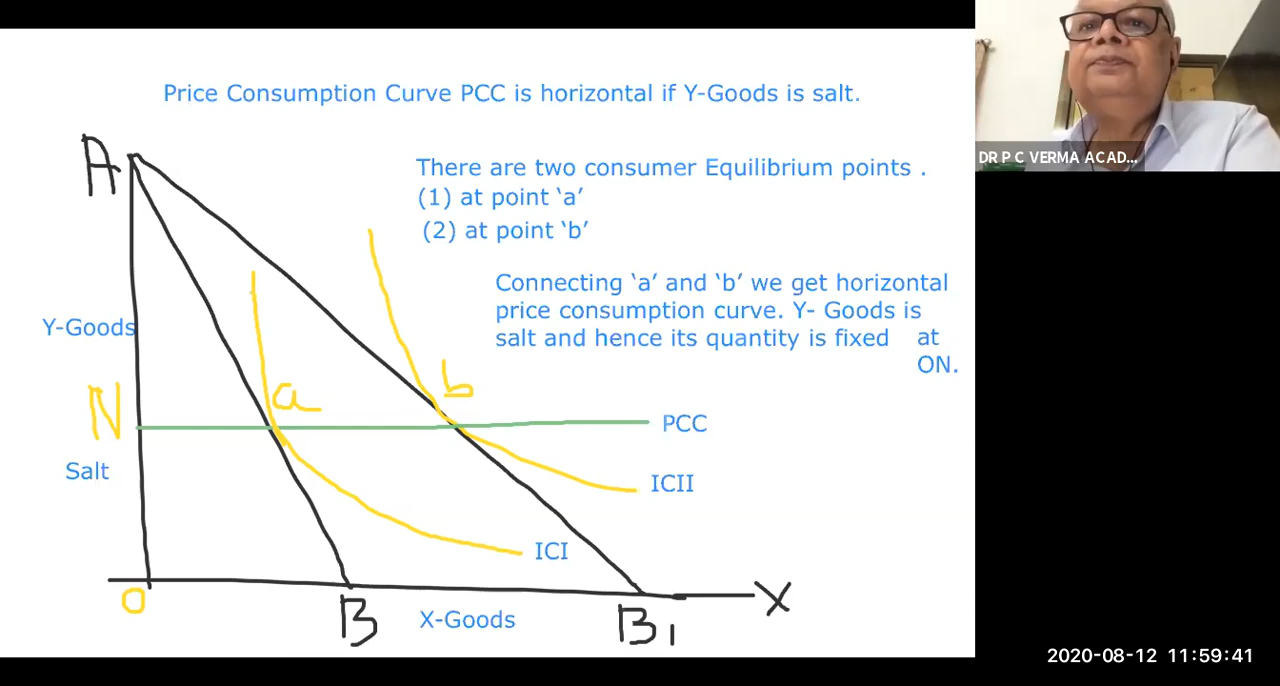 Price Consumption Curve PCC is horizontal if Y-Goods is salt.
A
There are two consumer Equilibrium points .
(1) at point ‘a’
(2) at point ‘b’
Connecting ‘a’ and ‘b’ we get horizontal
price consumption curve. Y- Goods is
salt and hence its quantity is fixed at
ON.
Y-Goods
N
a
b
PCC
Salt
ICII
ICI
O
B
X-Goods
B1
X
DR P C VERMA ACAD...
2020-08-12 11:59:41